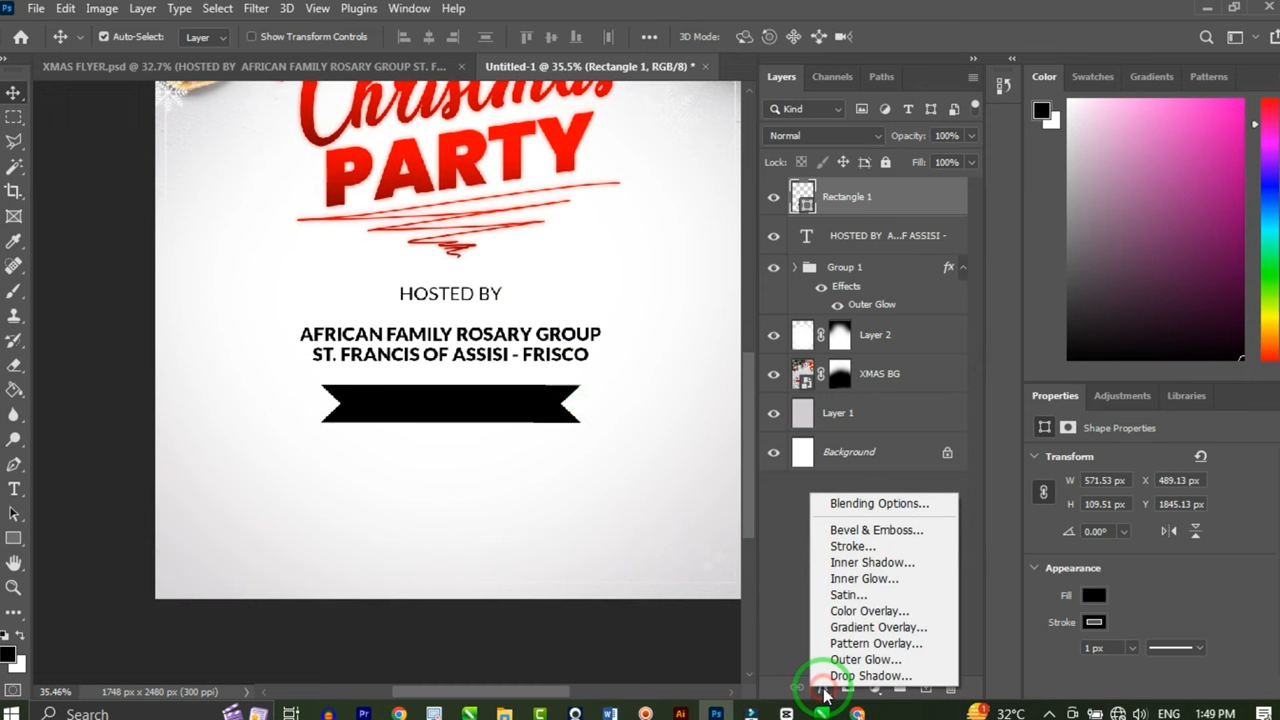 Ps File Edit Image Layer Type Select Filter 3D View Plugins Window Help
Auto-Select: Layer Show Transform Controls ••• 3D Mode:
XMAS FLYER.psd @ 32.7% (HOSTED BY AFRICAN FAMILY ROSARY GROUP ST. F... ×
Untitled-1 @ 35.5% (Rectangle 1, RGB/8) * ×
Christmas
PARTY
HOSTED BY
AFRICAN FAMILY ROSARY GROUP
ST. FRANCIS OF ASSISI - FRISCO
Layers Channels Paths
Kind
Normal Opacity: 100%
Lock: Fill: 100%
Rectangle 1
T HOSTED BY A...F ASSISI -
Group 1 fx
Effects
Outer Glow
Layer 2
XMAS BG
Layer 1
Background
Blending Options...
Bevel & Emboss...
Stroke...
Inner Shadow...
Inner Glow...
Satin...
Color Overlay...
Gradient Overlay...
Pattern Overlay...
Outer Glow...
Drop Shadow...
Color Swatches Gradients Patterns
Properties Adjustments Libraries
Shape Properties
Transform
W 571.53 px X 489.13 px
H 109.51 px Y 1845.13 px
0.00°
Appearance
Fill
Stroke
1 px
35.46% 1748 px x 2480 px (300 ppi)
Search
Ai Ps
32°C
1:49 PM